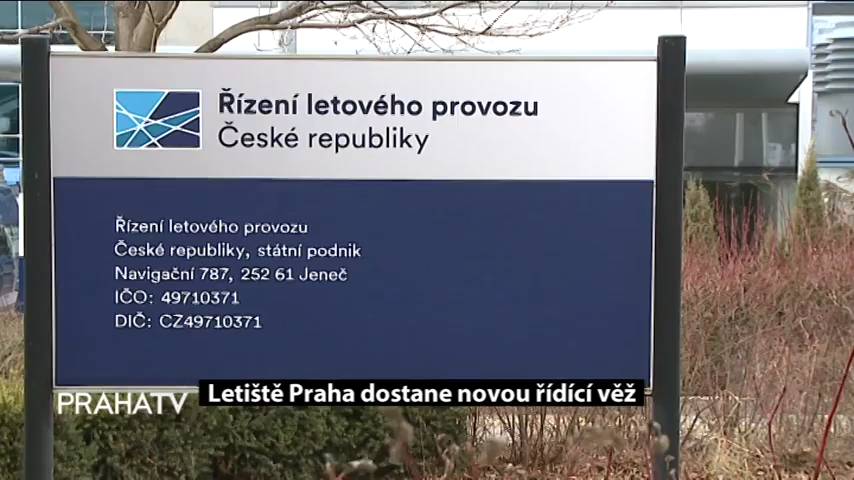 Řízení letového provozu
České republiky
Řízení letového provozu
České republiky, státní podnik
Navigační 787, 252 61 Jeneč
IČO: 49710371
DIČ: CZ49710371
PRAHATV
Letiště Praha dostane novou řídící věž